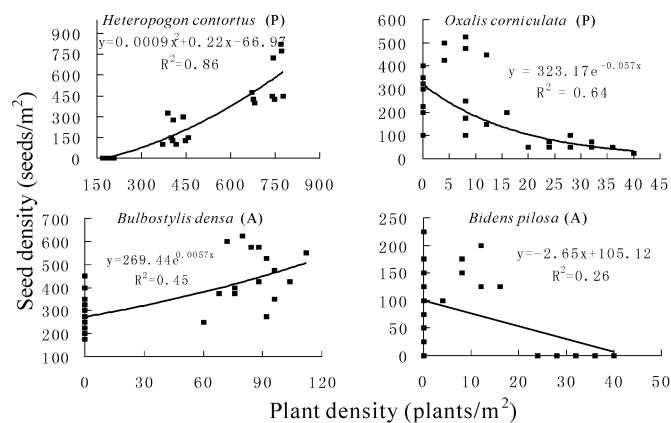 Heteropogon contortus (P)
y=0.0009x²+0.22x-66.97
R²=0.86
900
750
600
450
300
150
0
150 300 450 600 750 900
Oxalis corniculata (P)
y = 323.17e^-0.057x
R² = 0.64
600
500
400
300
200
100
0
0 5 10 15 20 25 30 35 40 45
Seed density (seeds/m²)
Bulbostylis densa (A)
y=269.44e^0.0057x
R²=0.45
700
600
500
400
300
200
100
0 30 60 90 120
Bidens pilosa (A)
y=-2.65x+105.12
R²=0.26
250
200
150
100
50
0
0 10 20 30 40 50
Plant density (plants/m²)